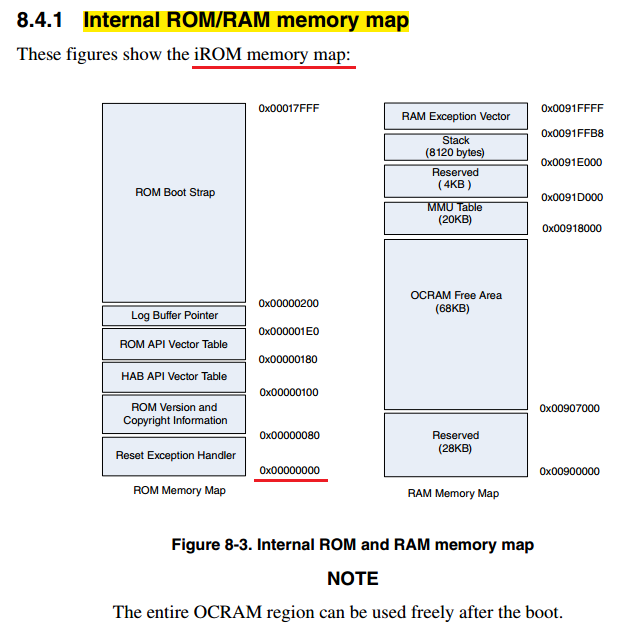 8.4.1 Internal ROM/RAM memory map
These figures show the iROM memory map:
0x00017FFF
ROM Boot Strap
0x00000200
Log Buffer Pointer
0x000001E0
ROM API Vector Table
0x00000180
HAB API Vector Table
0x00000100
ROM Version and
Copyright Information
0x00000080
Reset Exception Handler
0x00000000
ROM Memory Map
0x0091FFFF
RAM Exception Vector
0x0091FFB8
Stack
(8120 bytes)
0x0091E000
Reserved
( 4KB )
0x0091D000
MMU Table
(20KB)
0x00918000
OCRAM Free Area
(68KB)
0x00907000
Reserved
(28KB)
0x00900000
RAM Memory Map
Figure 8-3. Internal ROM and RAM memory map
NOTE
The entire OCRAM region can be used freely after the boot.